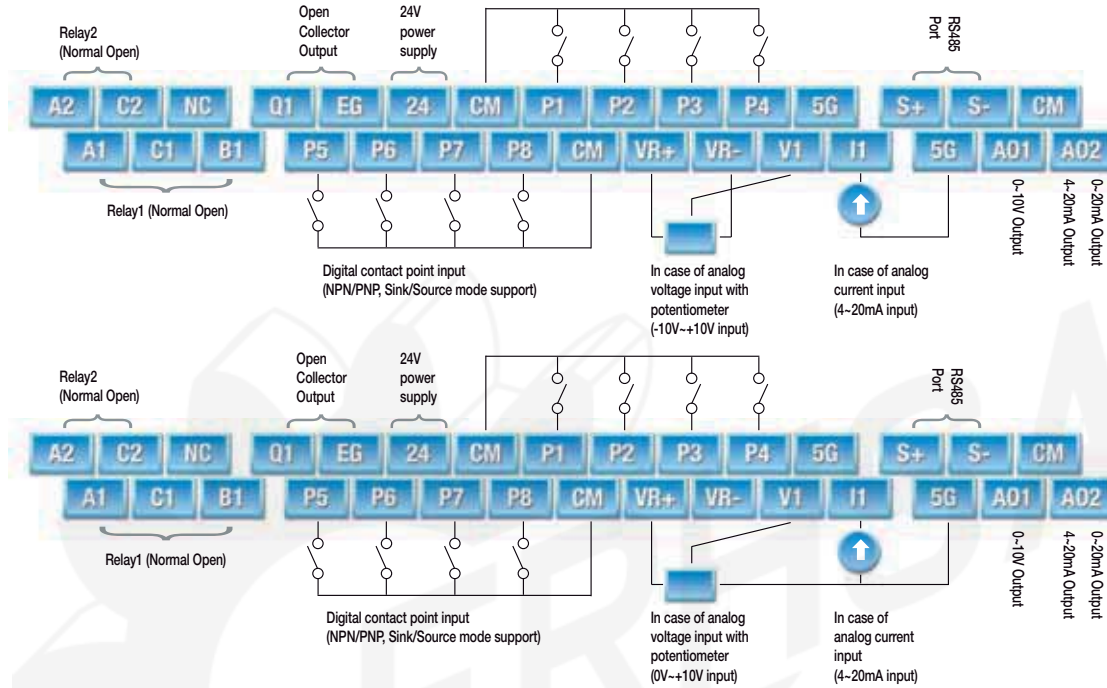 Relay2
(Normal Open)
Open
Collector
Output
24V
power
supply
RS485
Port
A2 C2 NC Q1 EG 24 CM P1 P2 P3 P4 5G S+ S- CM
A1 C1 B1 P5 P6 P7 P8 CM VR+ VR- V1 I1 5G AO1 AO2
Relay1 (Normal Open)
Digital contact point input
(NPN/PNP, Sink/Source mode support)
In case of analog
voltage input with
potentiometer
(-10V~+10V input)
In case of analog
current input
(4~20mA input)
0~10V Output
4~20mA Output
0~20mA Output
Relay2
(Normal Open)
Open
Collector
Output
24V
power
supply
RS485
Port
A2 C2 NC Q1 EG 24 CM P1 P2 P3 P4 5G S+ S- CM
A1 C1 B1 P5 P6 P7 P8 CM VR+ VR- V1 I1 5G AO1 AO2
Relay1 (Normal Open)
Digital contact point input
(NPN/PNP, Sink/Source mode support)
In case of analog
voltage input with
potentiometer
(0V~+10V input)
In case of
analog current
input
(4~20mA input)
0~10V Output
4~20mA Output
0~20mA Output